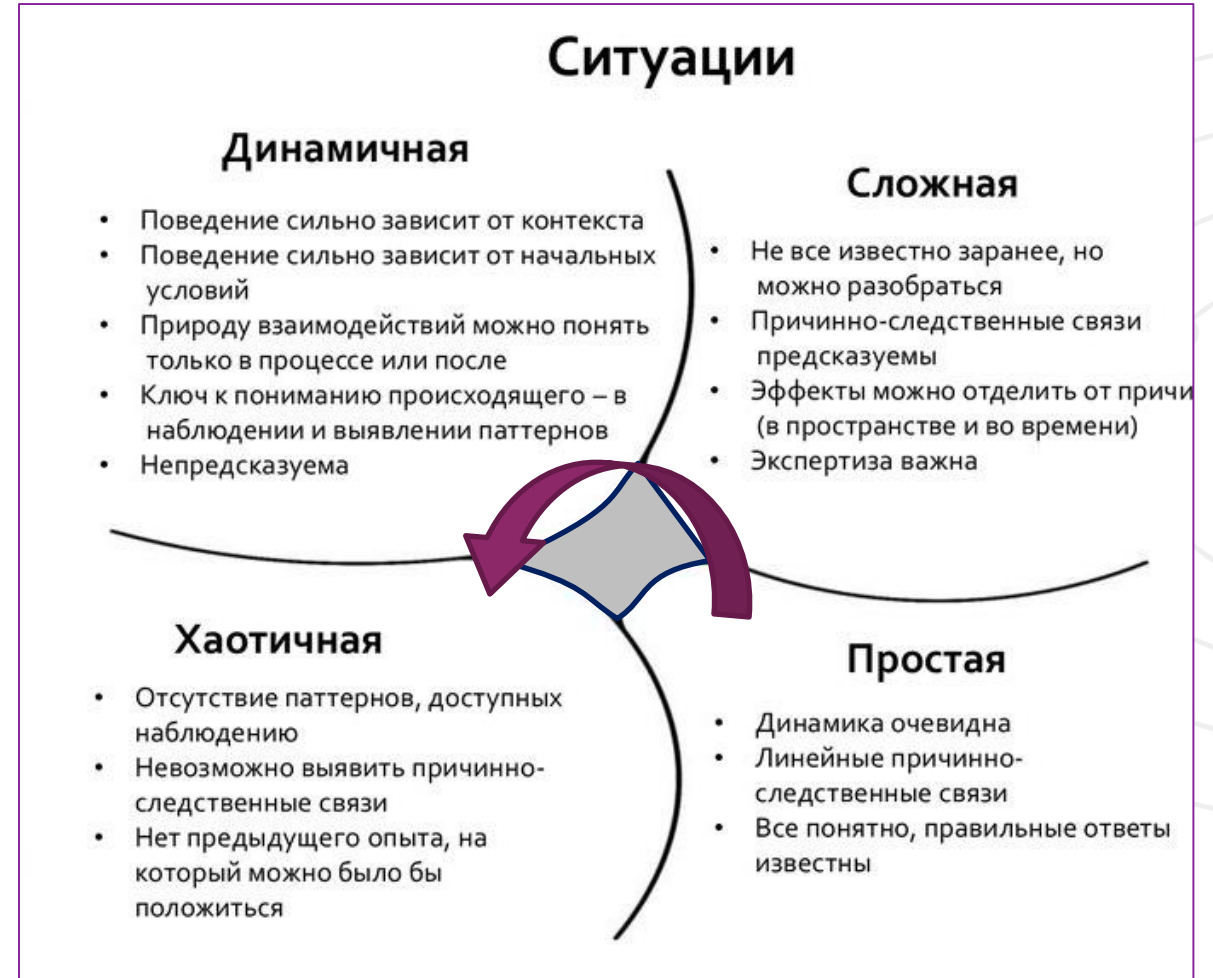 Ситуации
Динамичная
• Поведение сильно зависит от контекста
• Поведение сильно зависит от начальных
условий
• Природу взаимодействий можно понять
только в процессе или после
• Ключ к пониманию происходящего – в
наблюдении и выявлении паттернов
• Непредсказуема
Сложная
• Не все известно заранее, но
можно разобраться
• Причинно-следственные связи
предсказуемы
• Эффекты можно отделить от причи
(в пространстве и во времени)
• Экспертиза важна
Хаотичная
• Отсутствие паттернов, доступных
наблюдению
• Невозможно выявить причинно-
следственные связи
• Нет предыдущего опыта, на
который можно было бы
положиться
Простая
• Динамика очевидна
• Линейные причинно-
следственные связи
• Все понятно, правильные ответы
известны